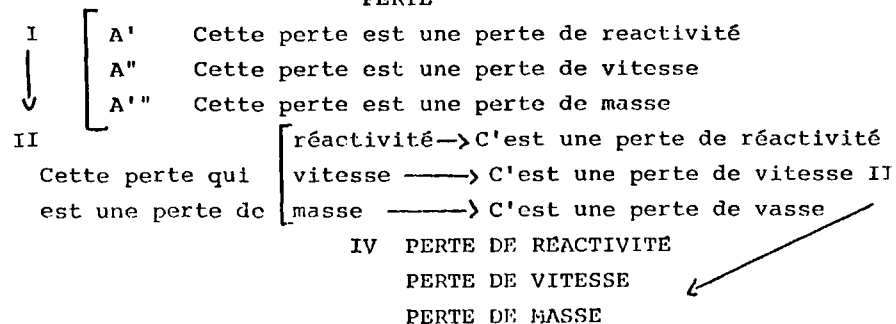 PERTE
I A' Cette perte est une perte de reactivité
A" Cette perte est une perte de vitesse
A'" Cette perte est une perte de masse
II réactivité—> C'est une perte de réactivité
Cette perte qui vitesse ——> C'est une perte de vitesse II
est une perte de masse ——> C'est une perte de vasse
IV PERTE DE RÉACTIVITÉ
PERTE DE VITESSE
PERTE DE MASSE